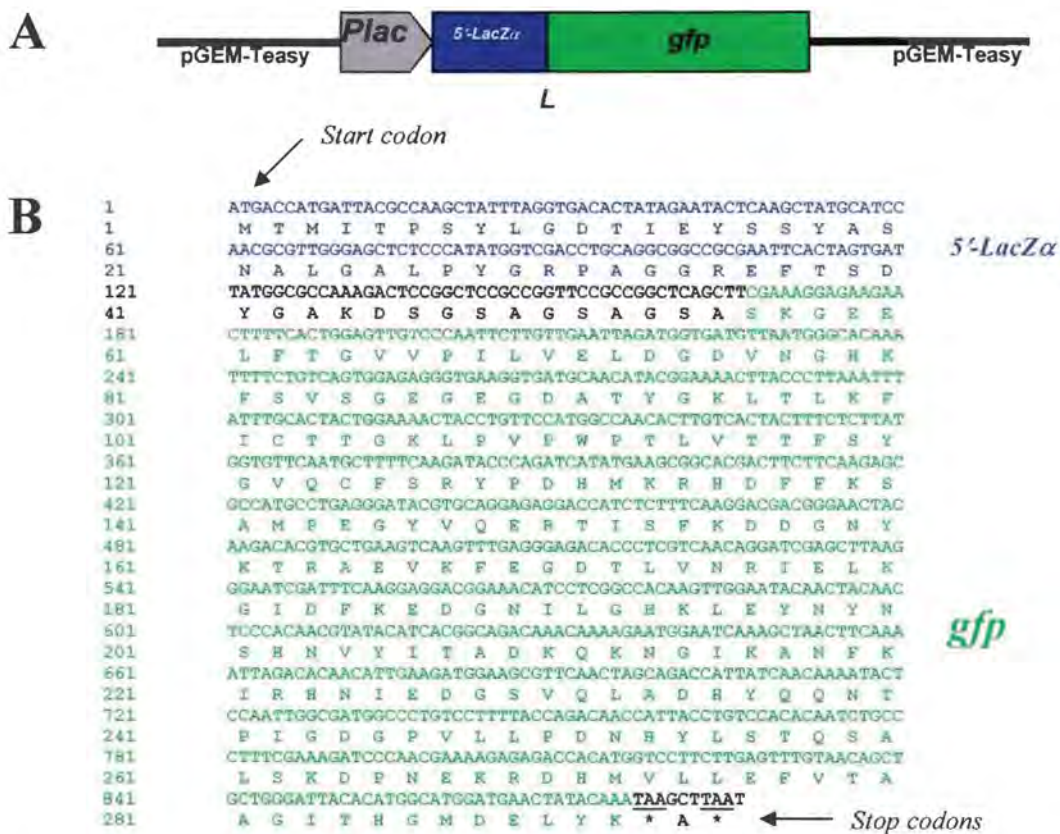 A
Plac 5'-LacZα gfp
pGEM-Teasy pGEM-Teasy
L
Start codon
B
1 ATGACCATGATTACGCCAAGCTATTTAGGTGACACTATAGAATACTCAAGCTATGCATCC
1 M T M I T P S Y L G D T I E Y S S Y A S
61 AACGCGTTGGGAGCTCTCCCATATGGTCGACCTGCAGGCGGCCGCGAATTCACTAGTGAT
5'-LacZα
21 N A L G A L P Y G R P A G G R E F T S D
121 TATGGCGCCAAAGACTCCGGCTCCGCCGGTTCCGCCGGCTCAGCTTCGAAAGGAGAAGAA
41 Y G A K D S G S A G S A G S A S K G E E
181 CTTTTCACTGGAGTTGTCCCAATTCTTGTTGAATTAGATGGTGATGTTAATGGGCACAAA
61 L F T G V V P I L V E L D G D V N G H K
241 TTTTCTGTCAGTGGAGAGGGTGAAGGTGATGCAACATACGGAAAACTTACCCTTAAATTT
81 F S V S G E G E G D A T Y G K L T L K F
301 ATTTGCACTACTGGAAAACTACCTGTTCCATGGCCAACACTTGTCACTACTTTCTCTTAT
101 I C T T G K L P V P W P T L V T T F S Y
361 GGTGTTCAATGCTTTTCAAGATACCCAGATCATATGAAGCGGCACGACTTCTTCAAGAGC
121 G V Q C F S R Y P D H M K R H D F F K S
421 GCCATGCCTGAGGGATACGTGCAGGAGAGGACCATCTCTTTCAAGGACGACGGGAACTAC
141 A M P E G Y V Q E R T I S F K D D G N Y
481 AAGACACGTGCTGAAGTCAAGTTTGAGGGAGACACCCTCGTCAACAGGATCGAGCTTAAG
161 K T R A E V K F E G D T L V N R I E L K
541 GGAATCGATTTCAAGGAGGACGGAAACATCCTCGGCCACAAGTTGGAATACAACTACAAC
181 G I D F K E D G N I L G H K L E Y N Y N
601 TCCCACAACGTATACATCACGGCAGACAAACAAAAGAATGGAATCAAAGCTAACTTCAAA
gfp
201 S H N V Y I T A D K Q K N G I K A N F K
661 ATTAGACACAACATTGAAGATGGAAGCGTTCAACTAGCAGACCATTATCAACAAAATACT
221 I R H N I E D G S V Q L A D H Y Q Q N T
721 CCAATTGGCGATGGCCCTGTCCTTTTACCAGACAACCATTACCTGTCCACACAATCTGCC
241 P I G D G P V L L P D N H Y L S T Q S A
781 CTTTCGAAAGATCCCAACGAAAAGAGAGACCACATGGTCCTTCTTGAGTTTGTAACAGCT
261 L S K D P N E K R D H M V L L E F V T A
841 GCTGGGATTACACATGGCATGGATGAACTATACAAATAAGCTTAAT
281 A G I T H G M D E L Y K * A *
Stop codons